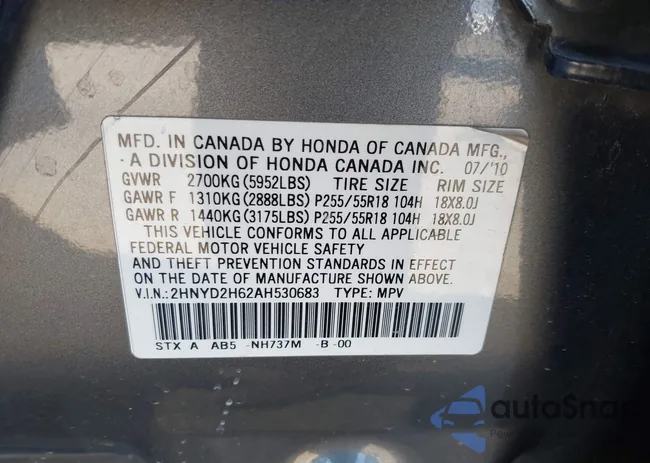 MFD. IN CANADA BY HONDA OF CANADA MFG.,
A DIVISION OF HONDA CANADA INC. 07/'10
GVWR 2700KG(5952LBS) TIRE SIZE RIM SIZE
GAWR F 1310KG(2888LBS) P255/55R18 104H 18X8.0J
GAWR R 1440KG(3175LBS) P255/55R18 104H 18X8.0J
THIS VEHICLE CONFORMS TO ALL APPLICABLE
FEDERAL MOTOR VEHICLE SAFETY
AND THEFT PREVENTION STANDARDS IN EFFECT
ON THE DATE OF MANUFACTURE SHOWN ABOVE.
V.I.N.:2HNYD2H62AH530683 TYPE: MPV
STX A AB5 -NH737M -B -00
autoSnap